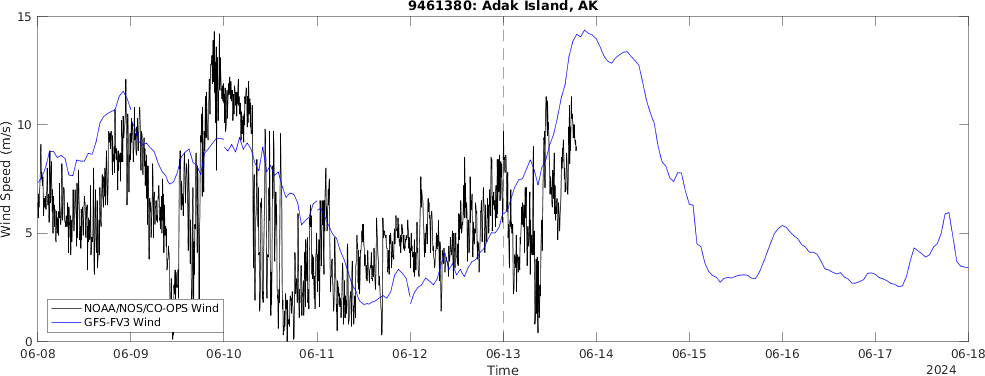 9461380: Adak Island, AK
Wind Speed (m/s)
15
10
5
0
NOAA/NOS/CO-OPS Wind
GFS-FV3 Wind
06-08 06-09 06-10 06-11 06-12 06-13 06-14 06-15 06-16 06-17 06-18
Time
2024